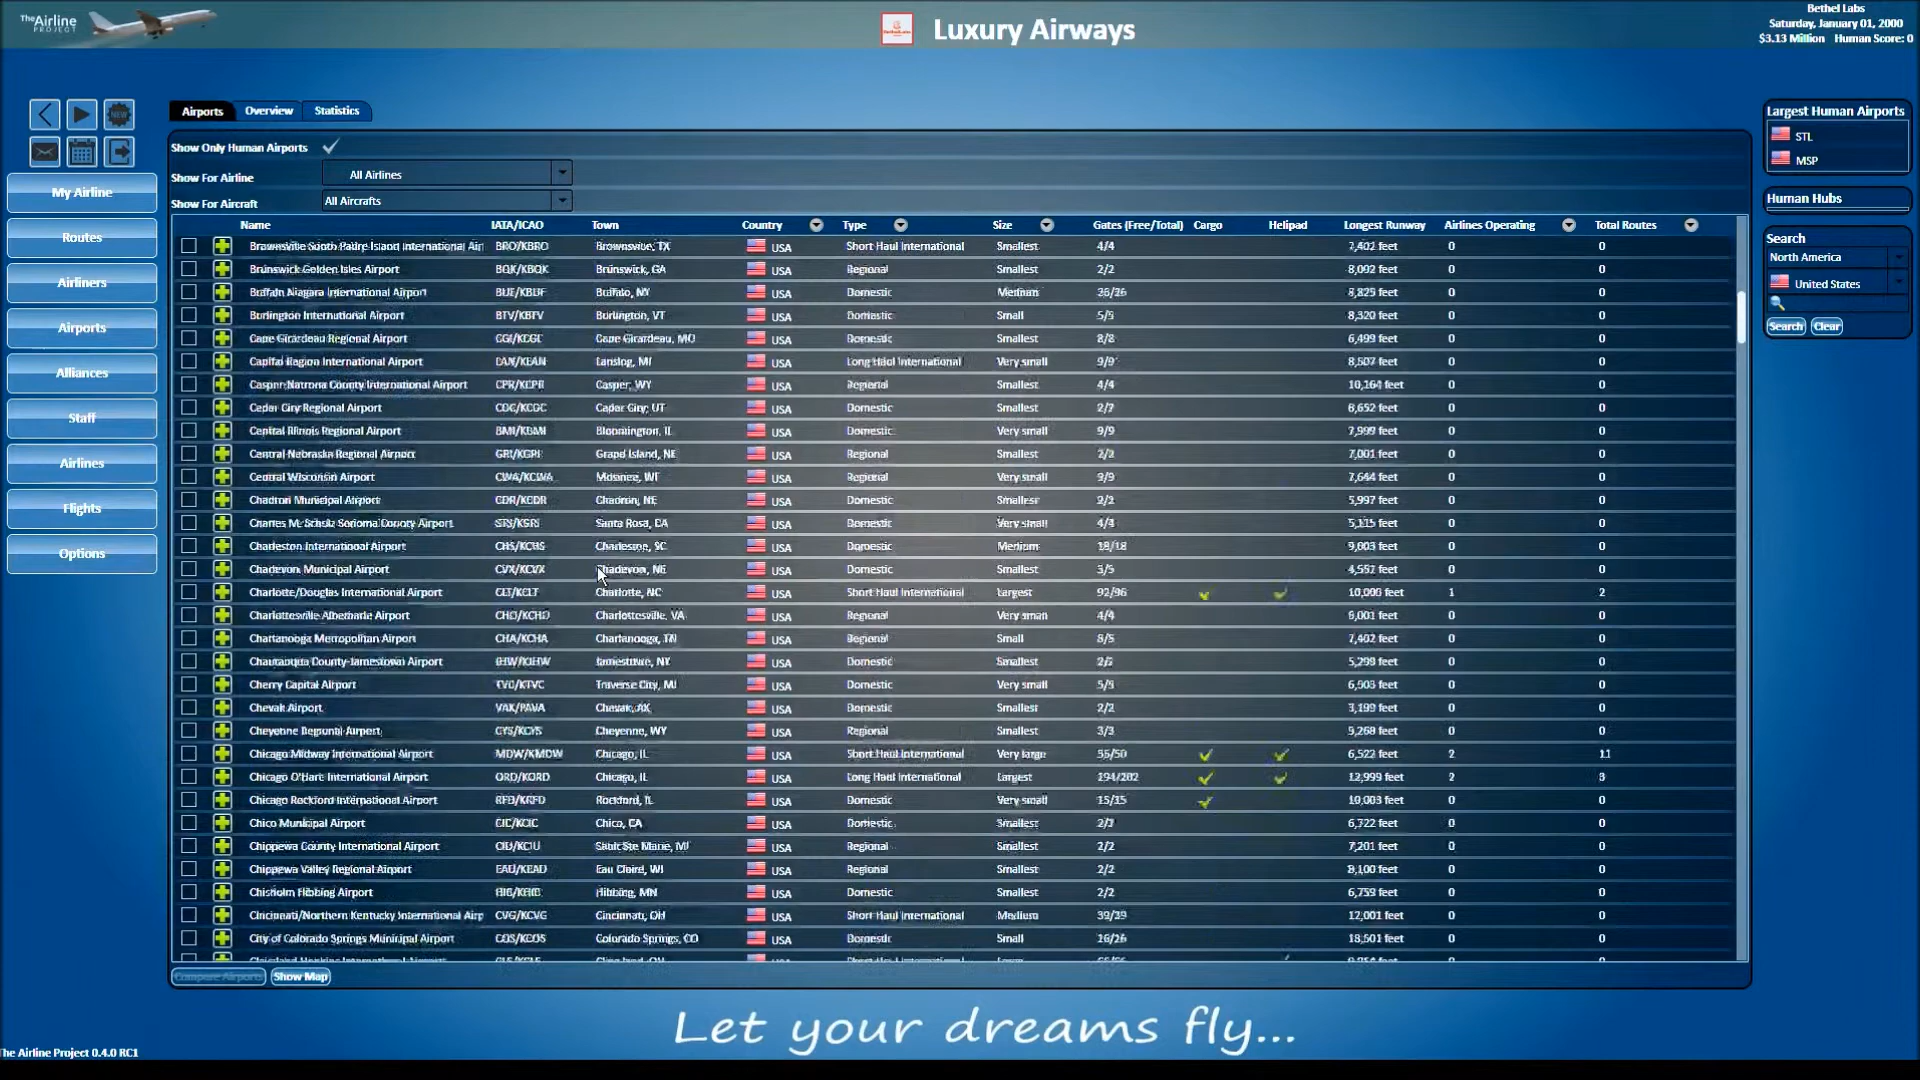 TheAirline
PROJECT
Luxury Airways
Bethel Labs
Saturday, January 01, 2000
$3.13 Million Human Score: 0
Airports Overview Statistics
Show Only Human Airports
Show For Airline All Airlines
Show For Aircraft All Aircrafts
My Airline
Routes
Airliners
Airports
Alliances
Staff
Airlines
Flights
Options
Name IATA/ICAO Town Country Type Size Gates (Free/Total) Cargo Helipad Longest Runway Airlines Operating Total Routes
Brownsville South Padre Island International Air BRO/KBRO Brownsville, TX USA Short Haul International Smallest 4/4 7,402 feet 0 0
Brunswick Golden Isles Airport BQK/KBQK Brunswick, GA USA Regional Smallest 2/2 8,002 feet 0 0
Buffalo Niagara International Airport BUF/KBUF Buffalo, NY USA Domestic Medium 26/26 8,825 feet 0 0
Burlington International Airport BTV/KBTV Burlington, VT USA Domestic Small 5/5 8,320 feet 0 0
Cape Girardeau Regional Airport CGI/KCGI Cape Girardeau, MO USA Domestic Smallest 6,499 feet 0 0
Capital Region International Airport LAN/KLAN Lansing, MI USA Long Haul International Very small 9/9 8,507 feet 0 0
Casper-Natrona County International Airport CPR/KCPR Casper, WY USA Regional Smallest 4/4 10,164 feet 0 0
Cedar City Regional Airport CDC/KCDC Cedar City, UT USA Domestic Smallest 2/2 8,652 feet 0 0
Central Illinois Regional Airport BMI/KBMI Bloomington, IL USA Domestic Very small 9/9 7,999 feet 0 0
Central Nebraska Regional Airport GRI/KGRI Grand Island, NE USA Regional Smallest 2/2 7,001 feet 0 0
Central Wisconsin Airport CWA/KCWA Mosinee, WI USA Regional Very small 9/9 7,644 feet 0 0
Chadron Municipal Airport CDR/KCDR Chadron, NE USA Domestic Smallest 2/2 5,997 feet 0 0
Charles M. Schulz Sonoma County Airport STS/KSTS Santa Rosa, CA USA Domestic Very small 4/4 5,115 feet 0 0
Charleston International Airport CHS/KCHS Charleston, SC USA Domestic Medium 18/18 9,003 feet 0 0
Chadevon Municipal Airport CVX/KCVX Chadevon, NE USA Domestic Smallest 4,552 feet 0 0
Charlotte/Douglas International Airport CLT/KCLT Charlotte, NC USA Short Haul International Largest 92/96 10,000 feet 1 2
Charlottesville Albemarle Airport CHO/KCHO Charlottesville, VA USA Regional Very small 4/4 6,001 feet 0 0
Chattanooga Metropolitan Airport CHA/KCHA Chattanooga, TN USA Regional Small 7,402 feet 0 0
Chautauqua County-Jamestown Airport JHW/KJHW Jamestown, NY USA Domestic Smallest 5,299 feet 0 0
Cherry Capital Airport TVC/KTVC Traverse City, MI USA Domestic Very small 5/5 0 0
Chevak Airport VAK/PAVA Chevak, AK USA Domestic Smallest 2/2 3,199 feet 0 0
Cheyenne Regional Airport CYS/KCYS Cheyenne, WY USA Regional Smallest 3/3 9,268 feet 0 0
Chicago Midway International Airport MDW/KMDW Chicago, IL USA Short Haul International Very large 6,522 feet 2 11
Chicago O'Hare International Airport ORD/KORD Chicago, IL USA Long Haul International Largest 194/202 12,999 feet 2 3
Chicago Rockford International Airport RFD/KRFD Rockford, IL USA Domestic Very small 15/15 10,003 feet 0 0
Chico Municipal Airport CIC/KCIC Chico, CA USA Domestic Smallest 2/2 6,722 feet 0 0
Chippewa County International Airport CIU/KCIU Sault Ste Marie, MI USA Regional Smallest 2/2 7,201 feet 0 0
Chippewa Valley Regional Airport EAU/KEAU Eau Claire, WI USA Regional Smallest 2/2 8,100 feet 0 0
Chisholm Hibbing Airport HIB/KHIB Hibbing, MN USA Domestic Smallest 2/2 6,759 feet 0 0
Cincinnati/Northern Kentucky International Airp CVG/KCVG Cincinnati, OH USA Short Haul International Medium 12,001 feet 0 0
City of Colorado Springs Municipal Airport COS/KCOS Colorado Springs, CO USA Domestic Small 26/26 0 0
Compare Airports Show Map
Largest Human Airports
STL
MSP
Human Hubs
Search
North America
United States
Search Clear
Let your dreams fly...
The Airline Project 0.4.0 RC1